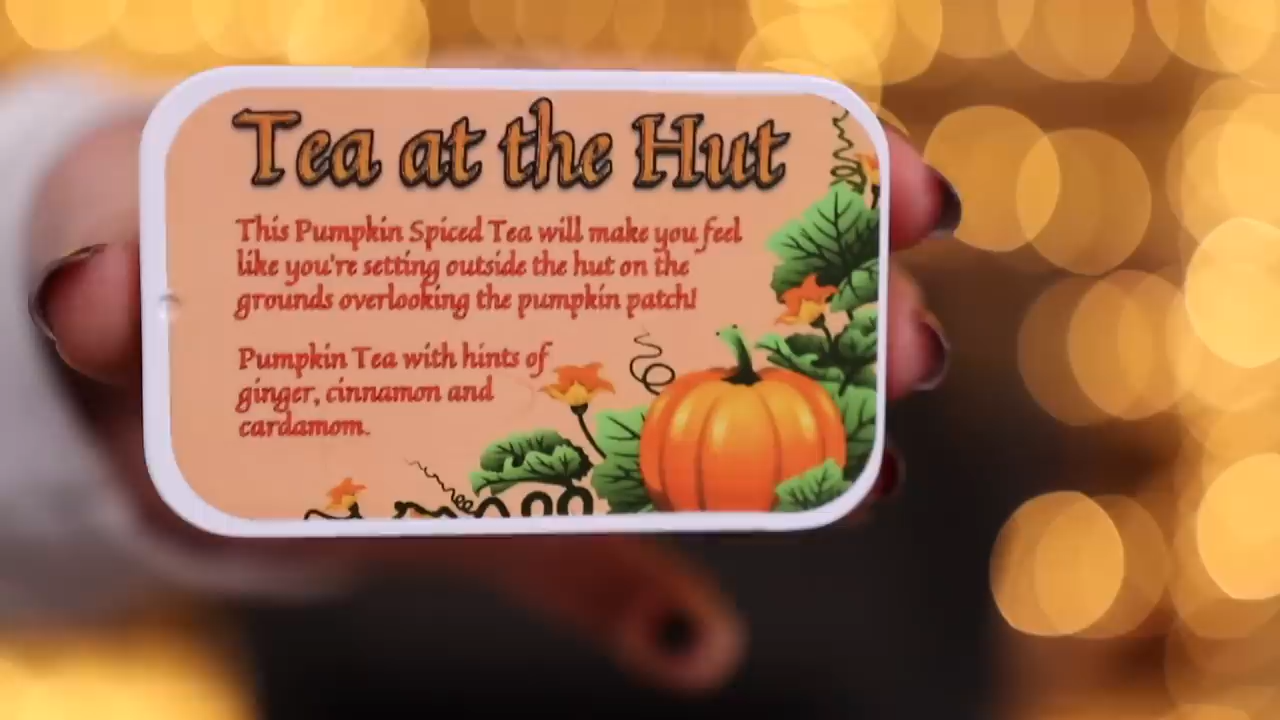 Tea at the Hut
This Pumpkin Spiced Tea will make you feel
like you're setting outside the hut on the
grounds overlooking the pumpkin patch!
Pumpkin Tea with hints of
ginger, cinnamon and
cardamom.